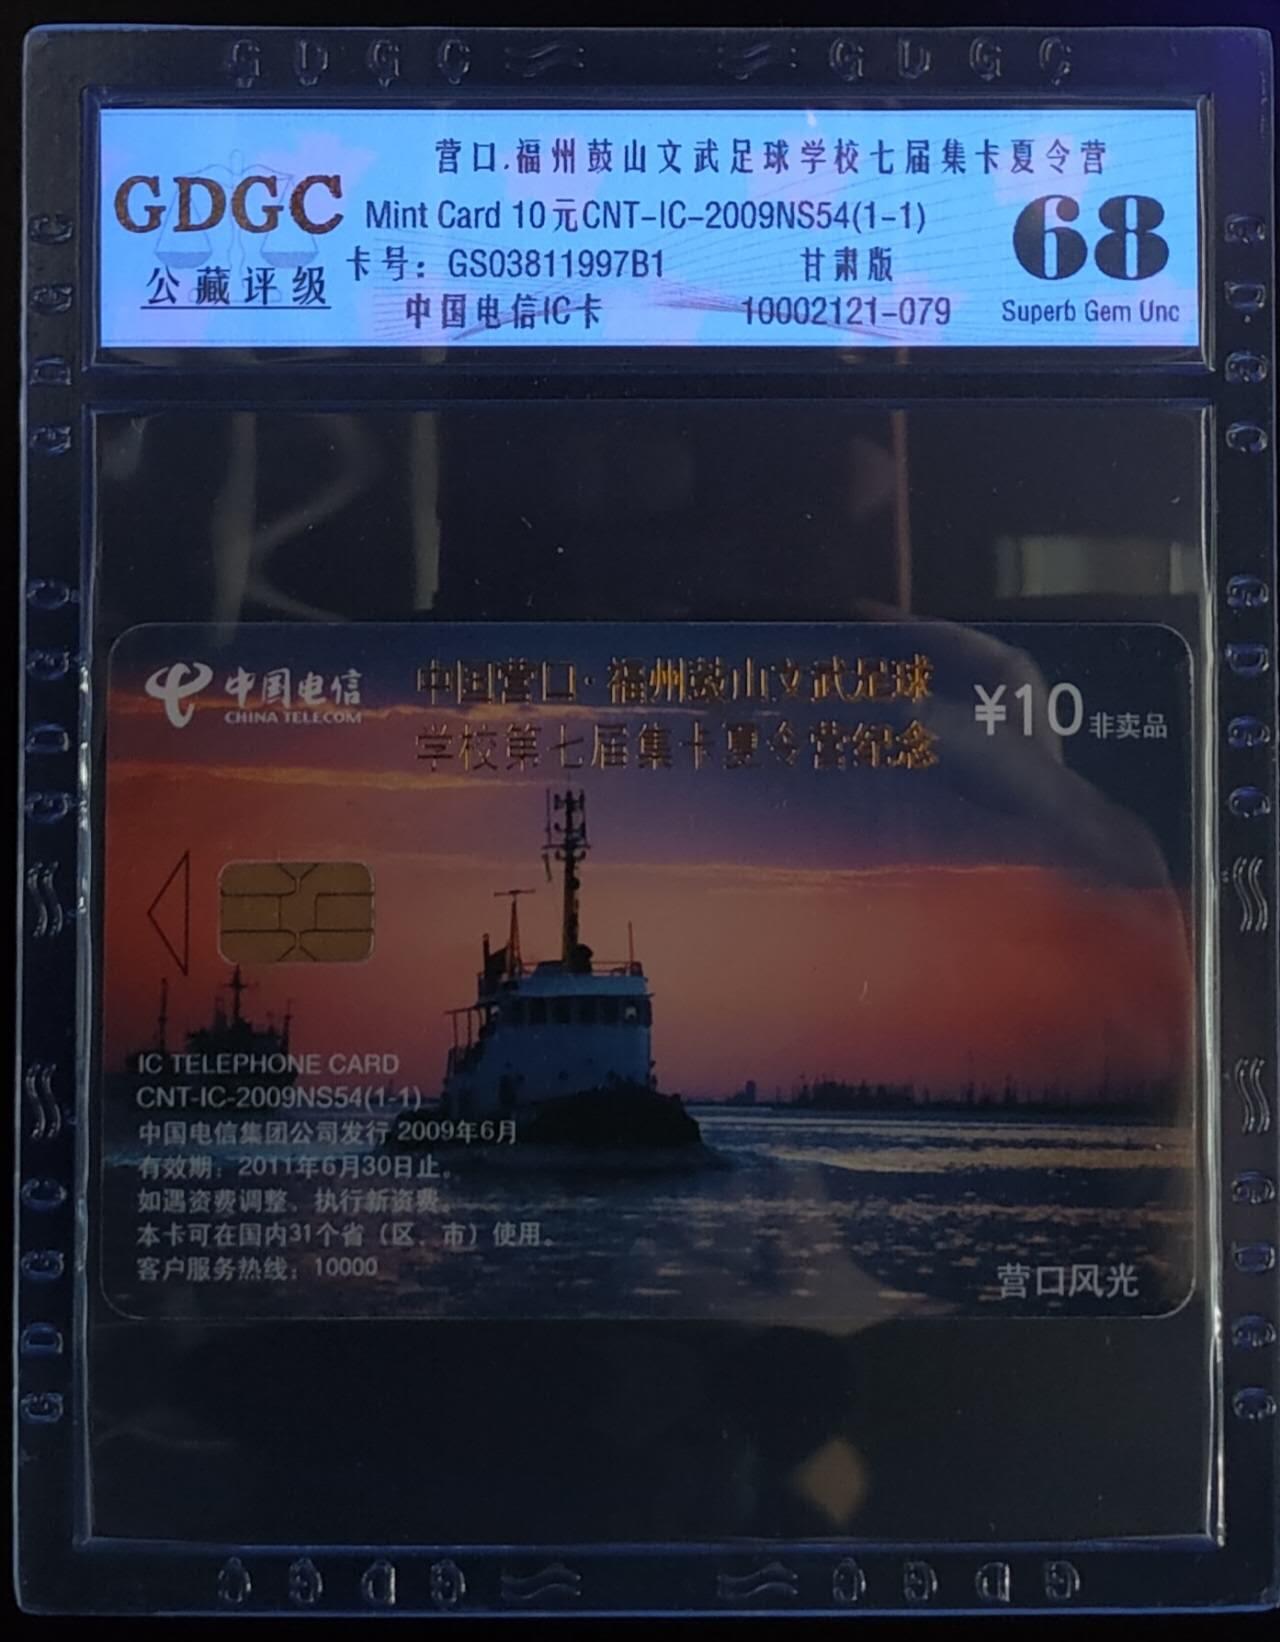 GDGC
公藏评级
营口.福州鼓山文武足球学校七届集卡夏令营
Mint Card 10元CNT-IC-2009NS54(1-1)
卡号：GS03811997B1 甘肃版
中国电信IC卡 10002121-079
68
Superb Gem Unc
中国电信
CHINA TELECOM
中国营口·福州鼓山文武足球
学校第七届集卡夏令营纪念
¥10非卖品
IC TELEPHONE CARD
CNT-IC-2009NS54(1-1)
中国电信集团公司发行 2009年6月
有效期：2011年6月30日止。
如遇资费调整、执行新资费。
本卡可在国内31个省（区、市）使用。
客户服务热线：10000
营口风光